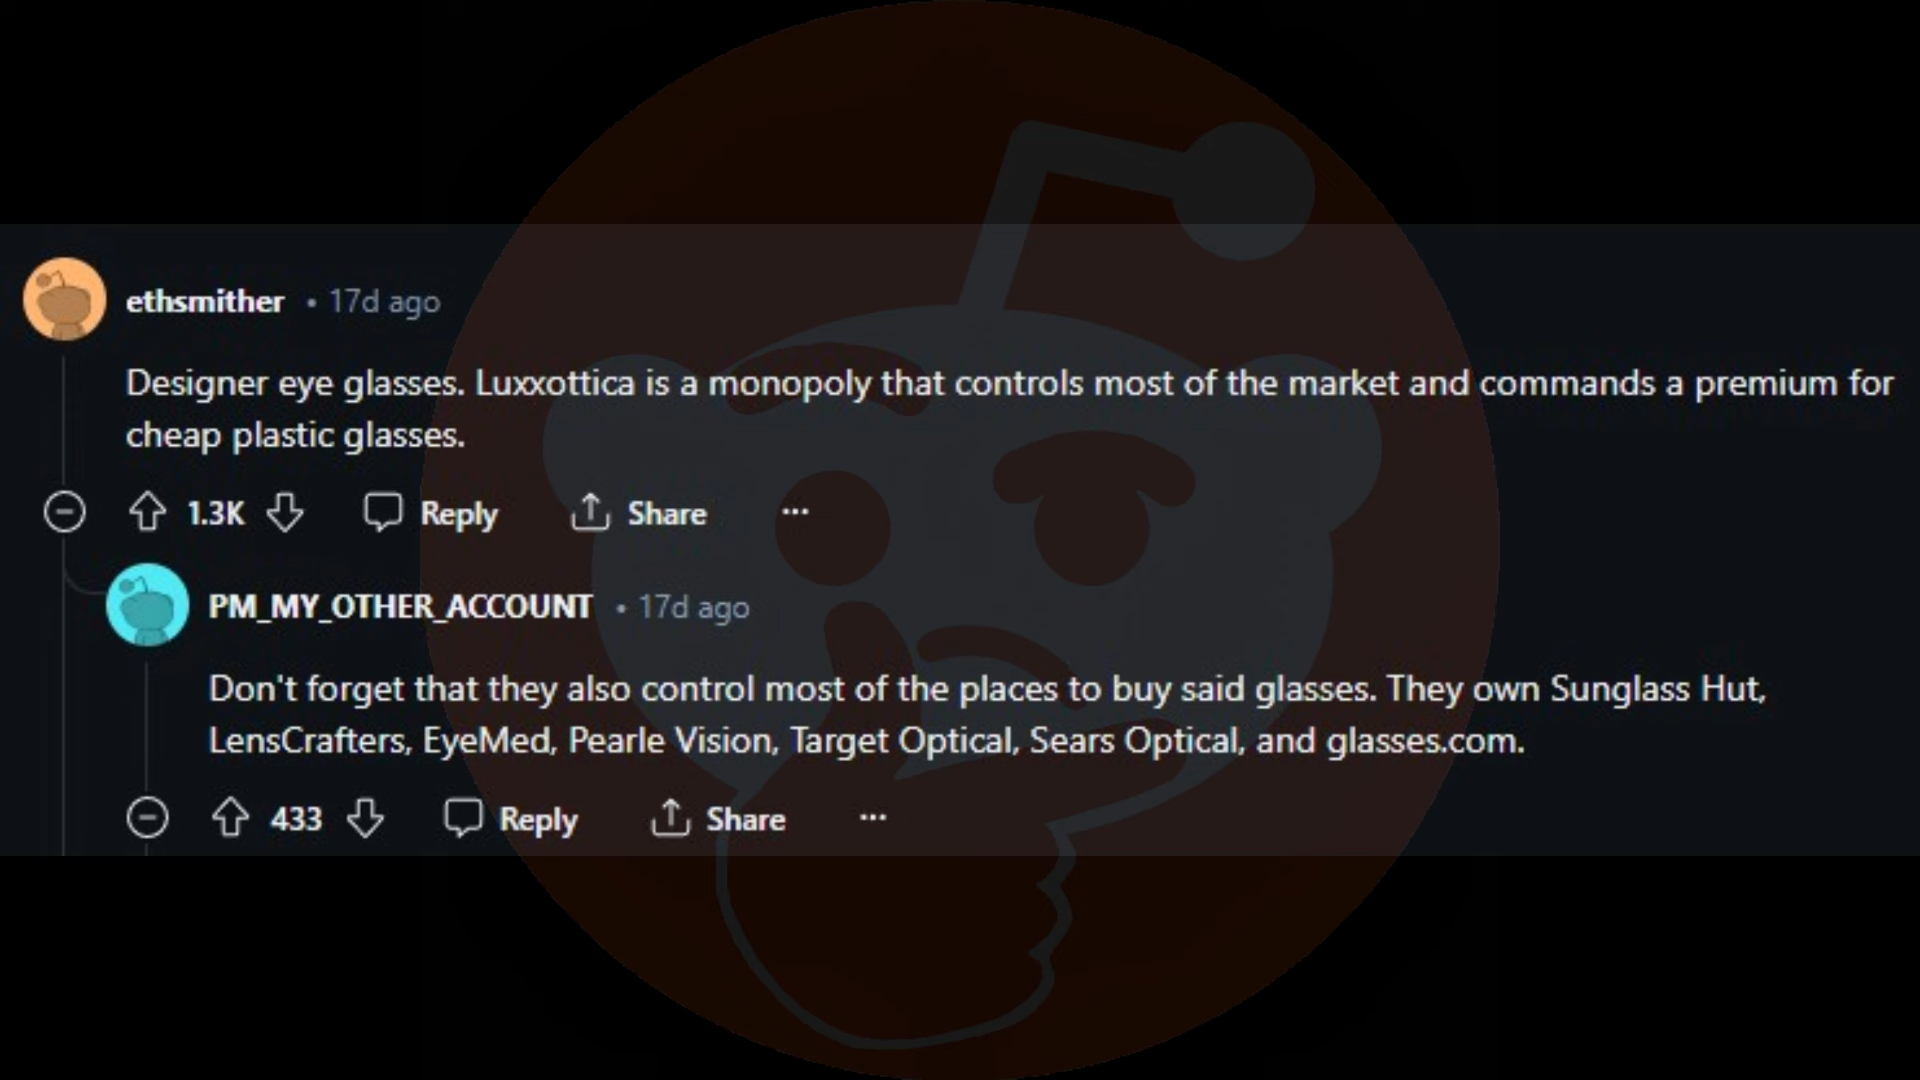 ethsmither • 17d ago
Designer eye glasses. Luxxottica is a monopoly that controls most of the market and commands a premium for
cheap plastic glasses.
1.3K Reply Share ...
PM_MY_OTHER_ACCOUNT • 17d ago
Don't forget that they also control most of the places to buy said glasses. They own Sunglass Hut,
LensCrafters, EyeMed, Pearle Vision, Target Optical, Sears Optical, and glasses.com.
433 Reply Share ...